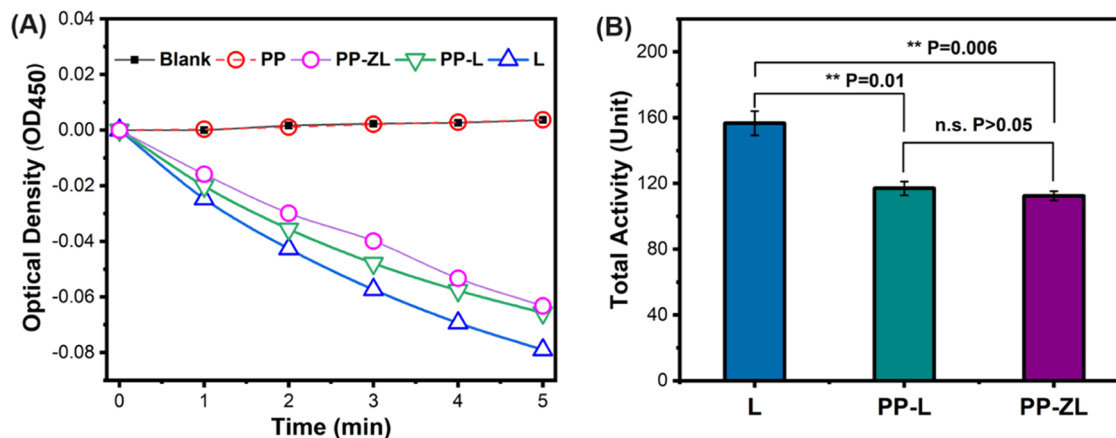 (A)
0.04
0.02
0.00
-0.02
-0.04
-0.06
-0.08
Optical Density (OD450)
Blank PP PP-ZL PP-L L
0 1 2 3 4 5
Time (min)
(B)
200
160
120
80
40
0
Total Activity (Unit)
** P=0.006
** P=0.01
n.s. P>0.05
L PP-L PP-ZL